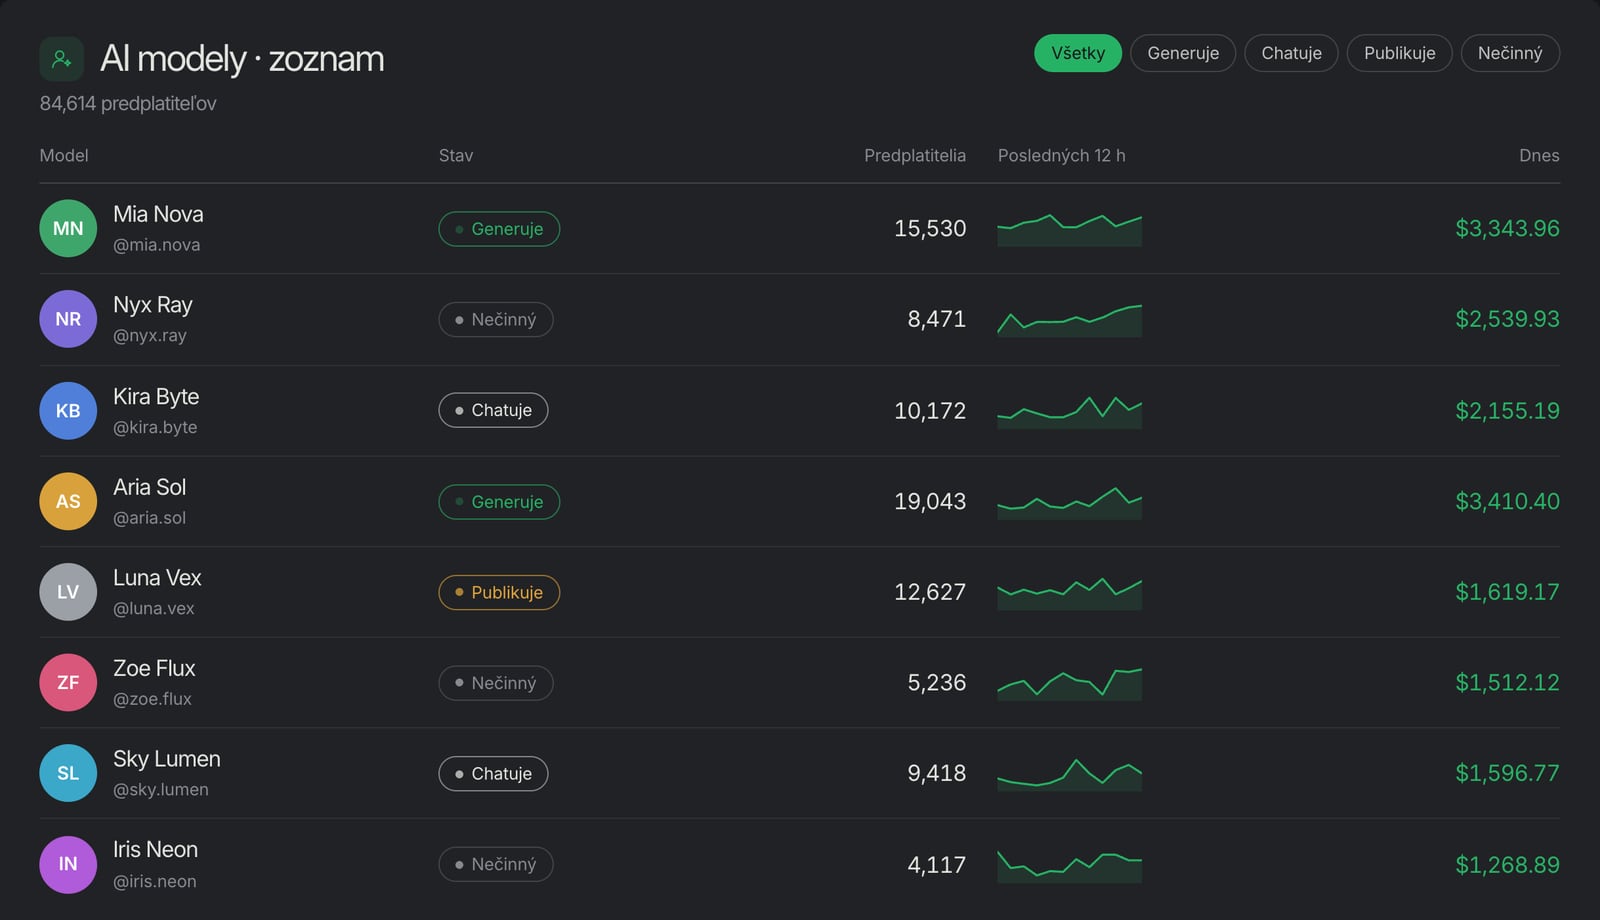 AI modely · zoznam
84,614 predplatiteľov
Všetky Generuje Chatuje Publikuje Nečinný
Model Stav Predplatitelia Posledných 12 h Dnes
MN Mia Nova Generuje 15,530 $3,343.96
@mia.nova
NR Nyx Ray Nečinný 8,471 $2,539.93
@nyx.ray
KB Kira Byte Chatuje 10,172 $2,155.19
@kira.byte
AS Aria Sol Generuje 19,043 $3,410.40
@aria.sol
LV Luna Vex Publikuje 12,627 $1,619.17
@luna.vex
ZF Zoe Flux Nečinný 5,236 $1,512.12
@zoe.flux
SL Sky Lumen Chatuje 9,418 $1,596.77
@sky.lumen
IN Iris Neon Nečinný 4,117 $1,268.89
@iris.neon